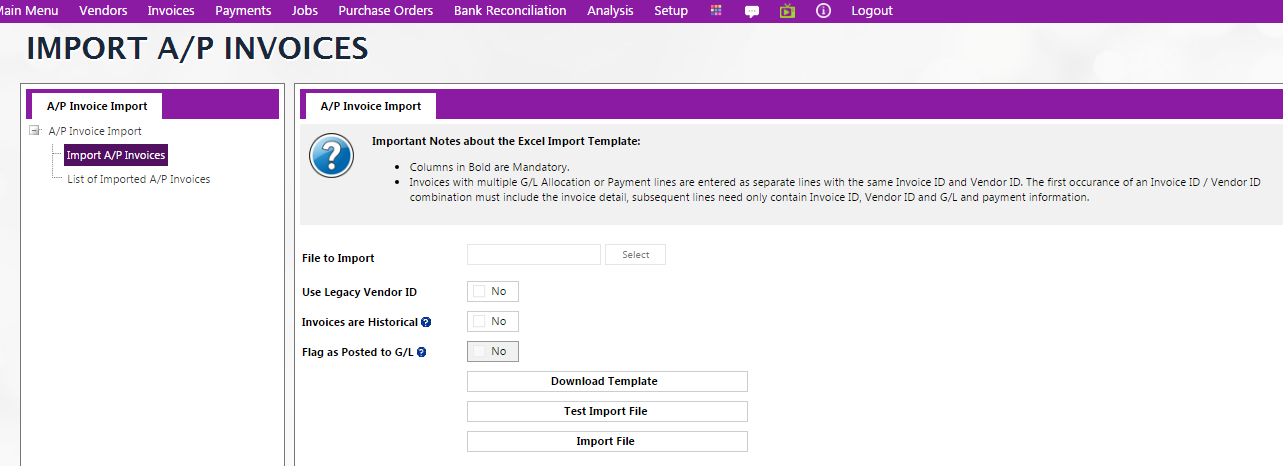 Main Menu Vendors Invoices Payments Jobs Purchase Orders Bank Reconciliation Analysis Setup Logout
IMPORT A/P INVOICES
A/P Invoice Import
A/P Invoice Import
Import A/P Invoices
List of Imported A/P Invoices
A/P Invoice Import
Important Notes about the Excel Import Template:
• Columns in Bold are Mandatory.
• Invoices with multiple G/L Allocation or Payment lines are entered as separate lines with the same Invoice ID and Vendor ID. The first occurance of an Invoice ID / Vendor ID
combination must include the invoice detail, subsequent lines need only contain Invoice ID, Vendor ID and G/L and payment information.
File to Import Select
Use Legacy Vendor ID No
Invoices are Historical ? No
Flag as Posted to G/L ? No
Download Template
Test Import File
Import File